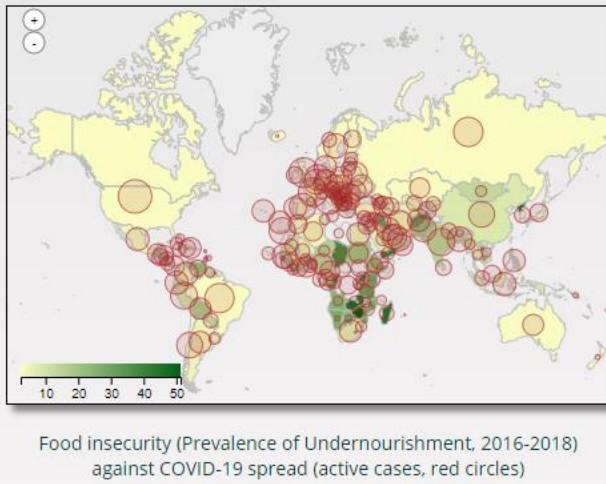 +
-
10 20 30 40 50
Food insecurity (Prevalence of Undernourishment, 2016-2018)
against COVID-19 spread (active cases, red circles)